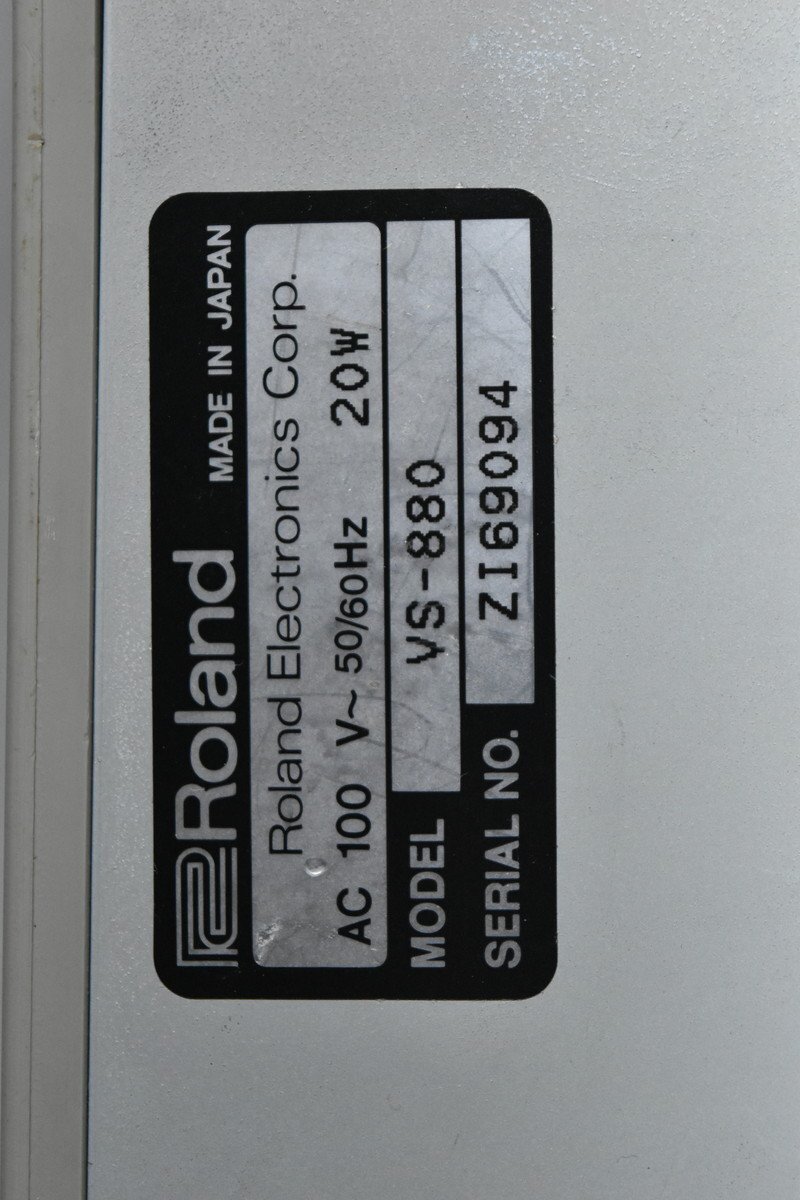 Roland MADE IN JAPAN
Roland Electronics Corp.
AC 100 V~ 50/60Hz 20W
MODEL VS-880
SERIAL NO. ZI69094